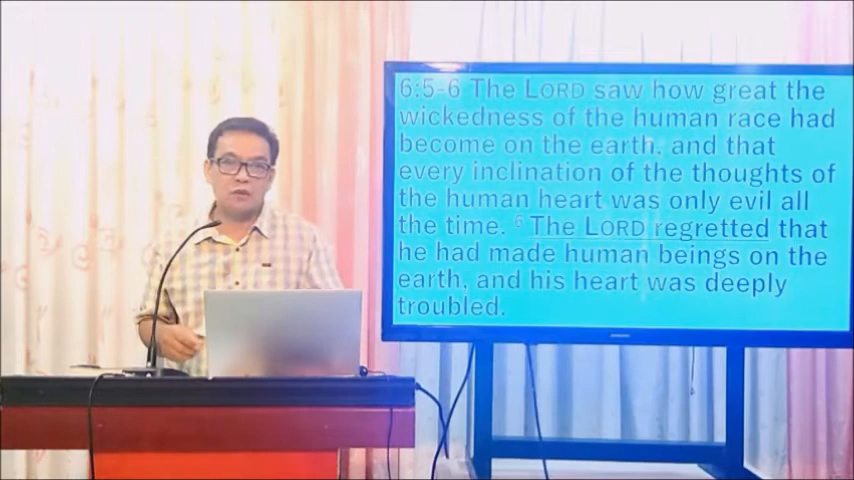 6:5-6 The LORD saw how great the
wickedness of the human race had
become on the earth, and that
every inclination of the thoughts of
the human heart was only evil all
the time. ⁶ The LORD regretted that
he had made human beings on the
earth, and his heart was deeply
troubled.